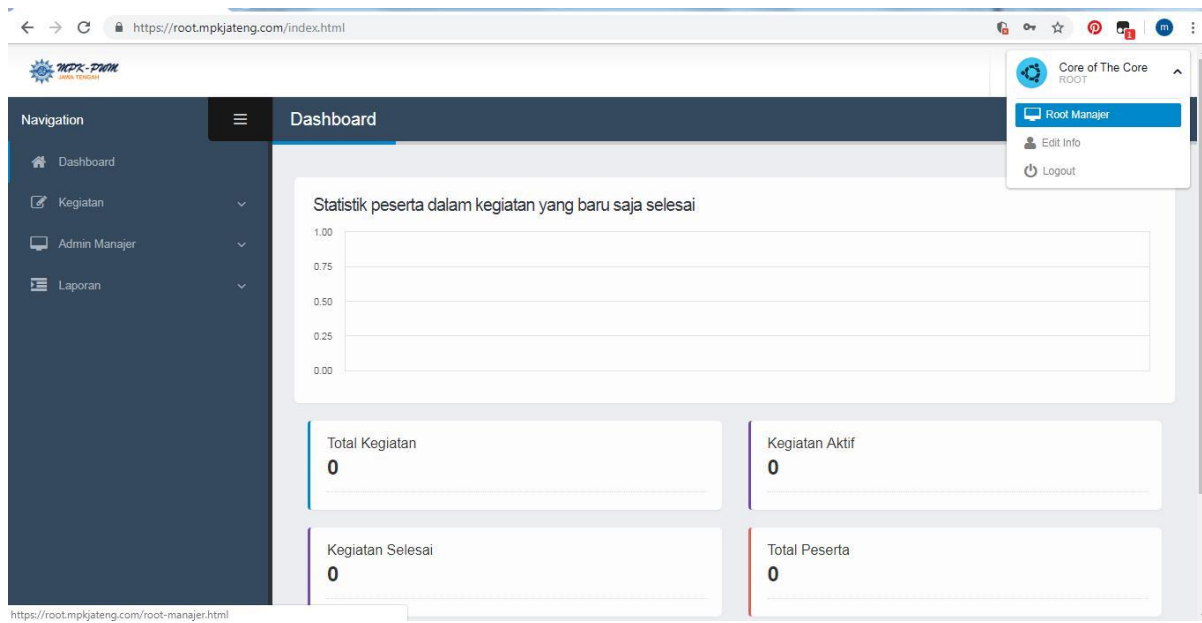 https://root.mpkjateng.com/index.html
1
m
MPK-PWM
JAWA TENGAH
Core of The Core
ROOT
Root Manajer
Edit Info
Logout
Navigation
Dashboard
Dashboard
Kegiatan
Admin Manajer
Laporan
Statistik peserta dalam kegiatan yang baru saja selesai
1.00
0.75
0.50
0.25
0.00
Total Kegiatan
0
Kegiatan Aktif
0
Kegiatan Selesai
0
Total Peserta
0
https://root.mpkjateng.com/root-manajer.html